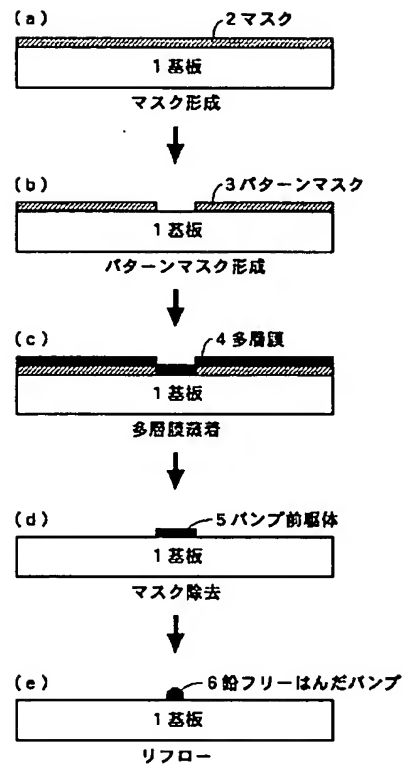 (a)
2マスク
1基板
マスク形成
(b)
3パターンマスク
1基板
パターンマスク形成
(c)
4多層膜
1基板
多層膜蒸着
(d)
5バンプ前駆体
1基板
マスク除去
(e)
6鉛フリーはんだバンプ
1基板
リフロー